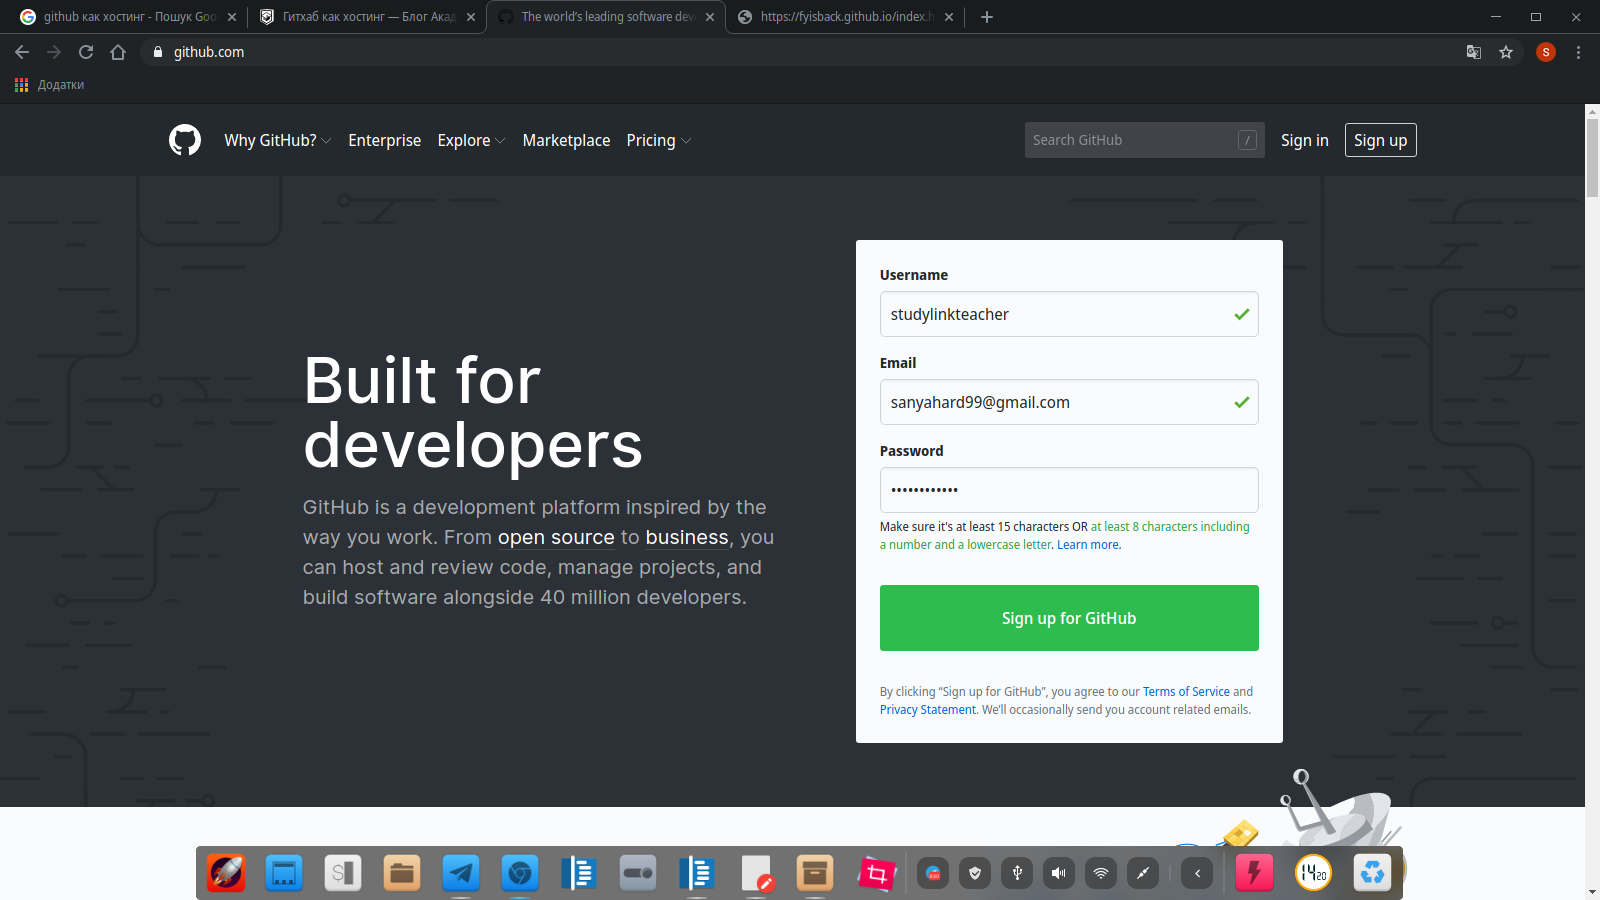 github как хостинг - Пошук Goo
Гитхаб как хостинг — Блог Акад
The world's leading software dev
https://fyisback.github.io/index.h
github.com
S
Додатки
Why GitHub?
Enterprise
Explore
Marketplace
Pricing
Search GitHub
/
Sign in
Sign up
Built for
developers
GitHub is a development platform inspired by the
way you work. From open source to business, you
can host and review code, manage projects, and
build software alongside 40 million developers.
Username
studylinkteacher
Email
sanyahard99@gmail.com
Password
••••••••••••
Make sure it's at least 15 characters OR at least 8 characters including
a number and a lowercase letter. Learn more.
Sign up for GitHub
By clicking “Sign up for GitHub”, you agree to our Terms of Service and
Privacy Statement. We’ll occasionally send you account related emails.
14 20